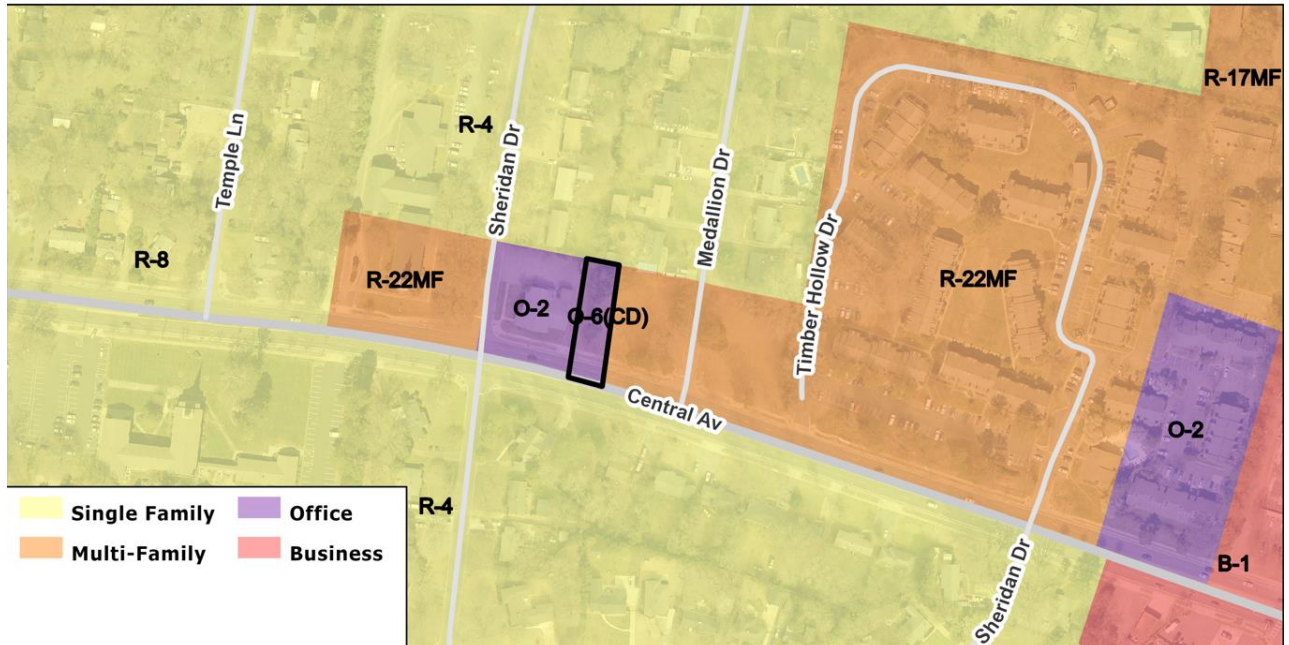 R-17MF
R-4
Temple Ln
Sheridan Dr
Medallion Dr
Timber Hollow Dr
R-8
R-22MF
R-22MF
O-2
O-6(CD)
Central Av
O-2
R-4
B-1
Sheridan Dr
Single Family
Office
Multi-Family
Business